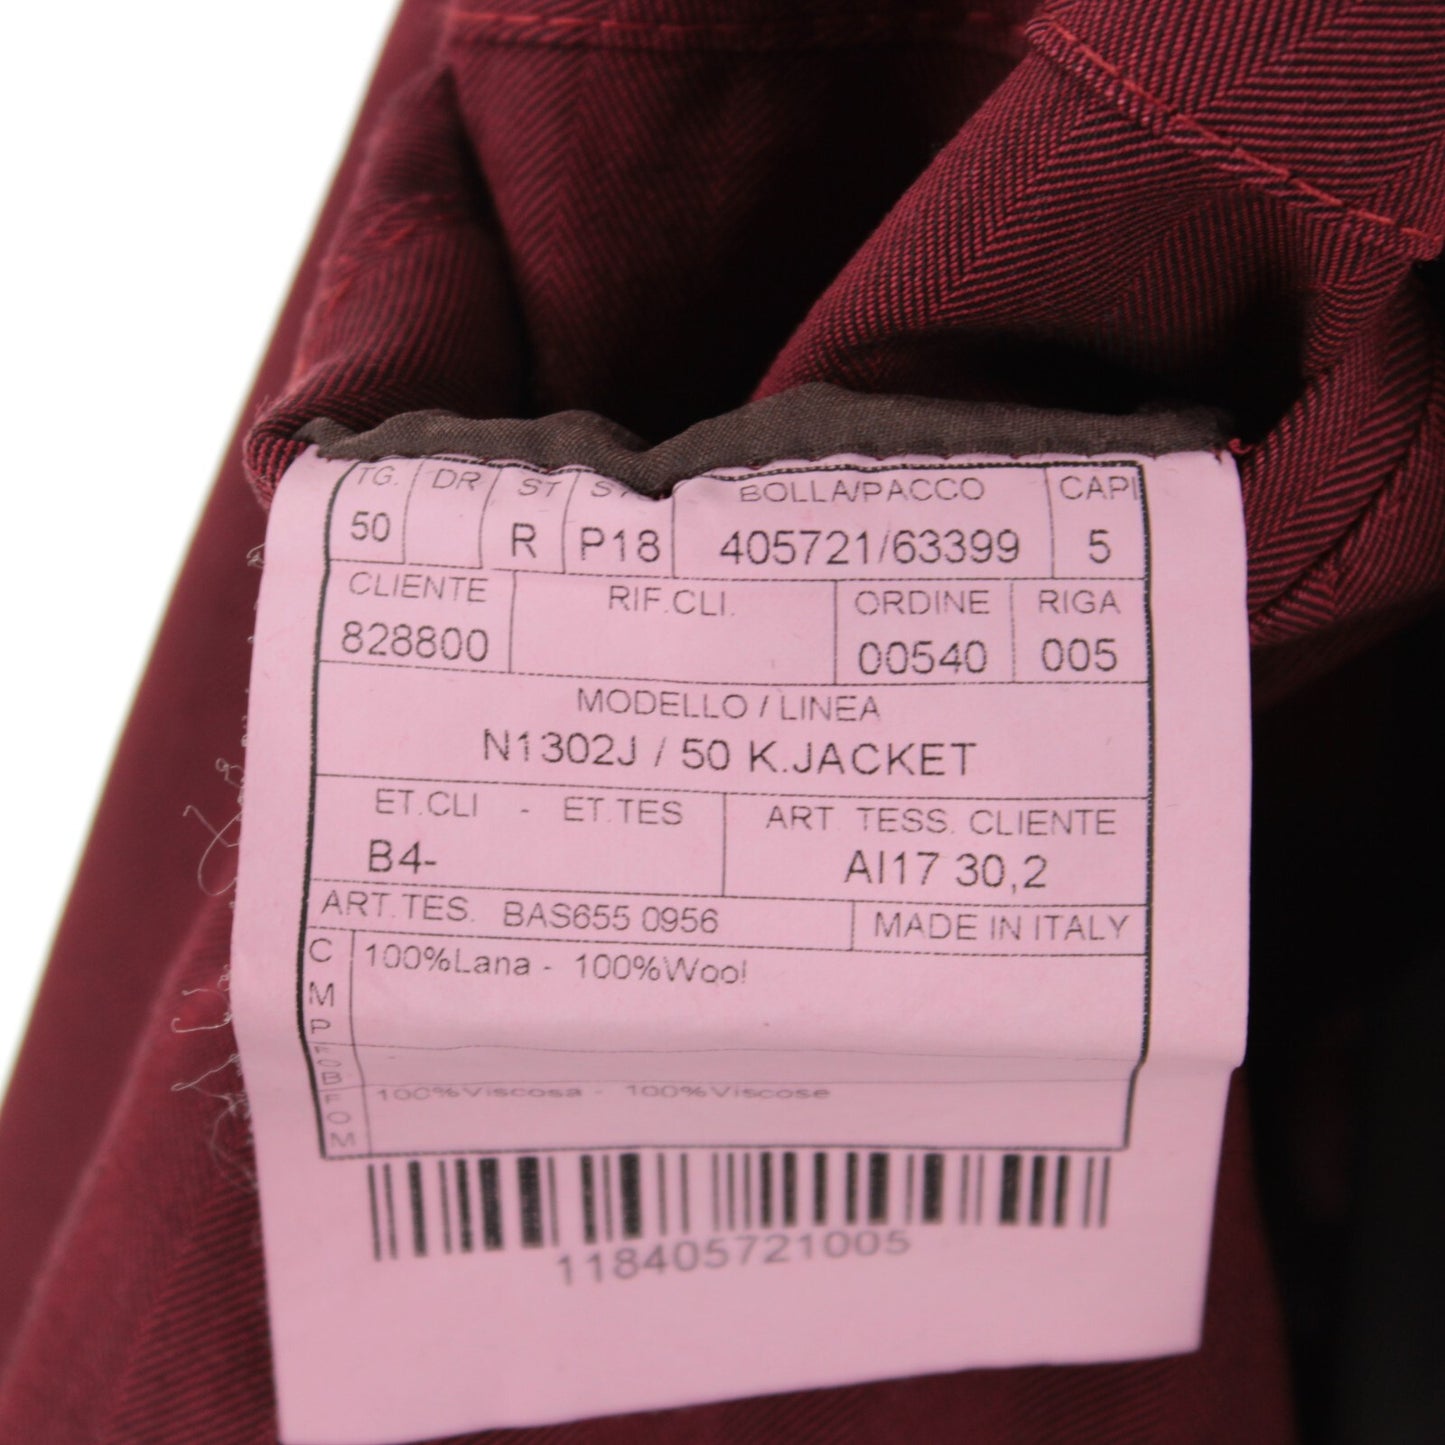 TG. DR ST BOLLA/PACCO CAPI
50 R P18 405721/63399 5
CLIENTE RIF.CLI. ORDINE RIGA
828800 00540 005
MODELLO / LINEA
N1302J / 50 K.JACKET
ET.CLI - ET.TES ART TESS. CLIENTE
B4- AI17 30,2
ART.TES. BAS655 0956 MADE IN ITALY
CMP 100%Lana - 100%Wool
FOM 100%Viscosa - 100%Viscose
118405721005